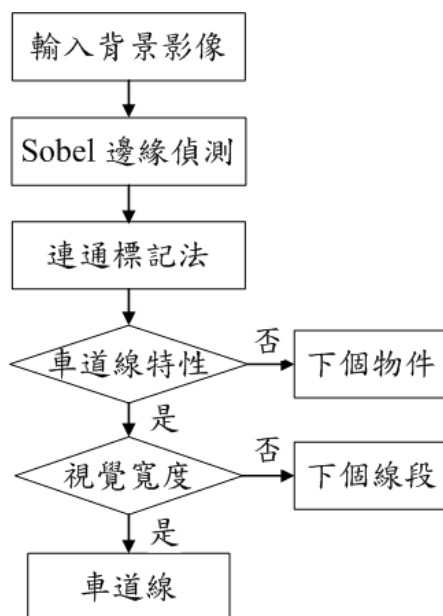 輸入背景影像
Sobel 邊緣偵測
連通標記法
車道線特性
否
下個物件
是
視覺寬度
否
下個線段
是
車道線